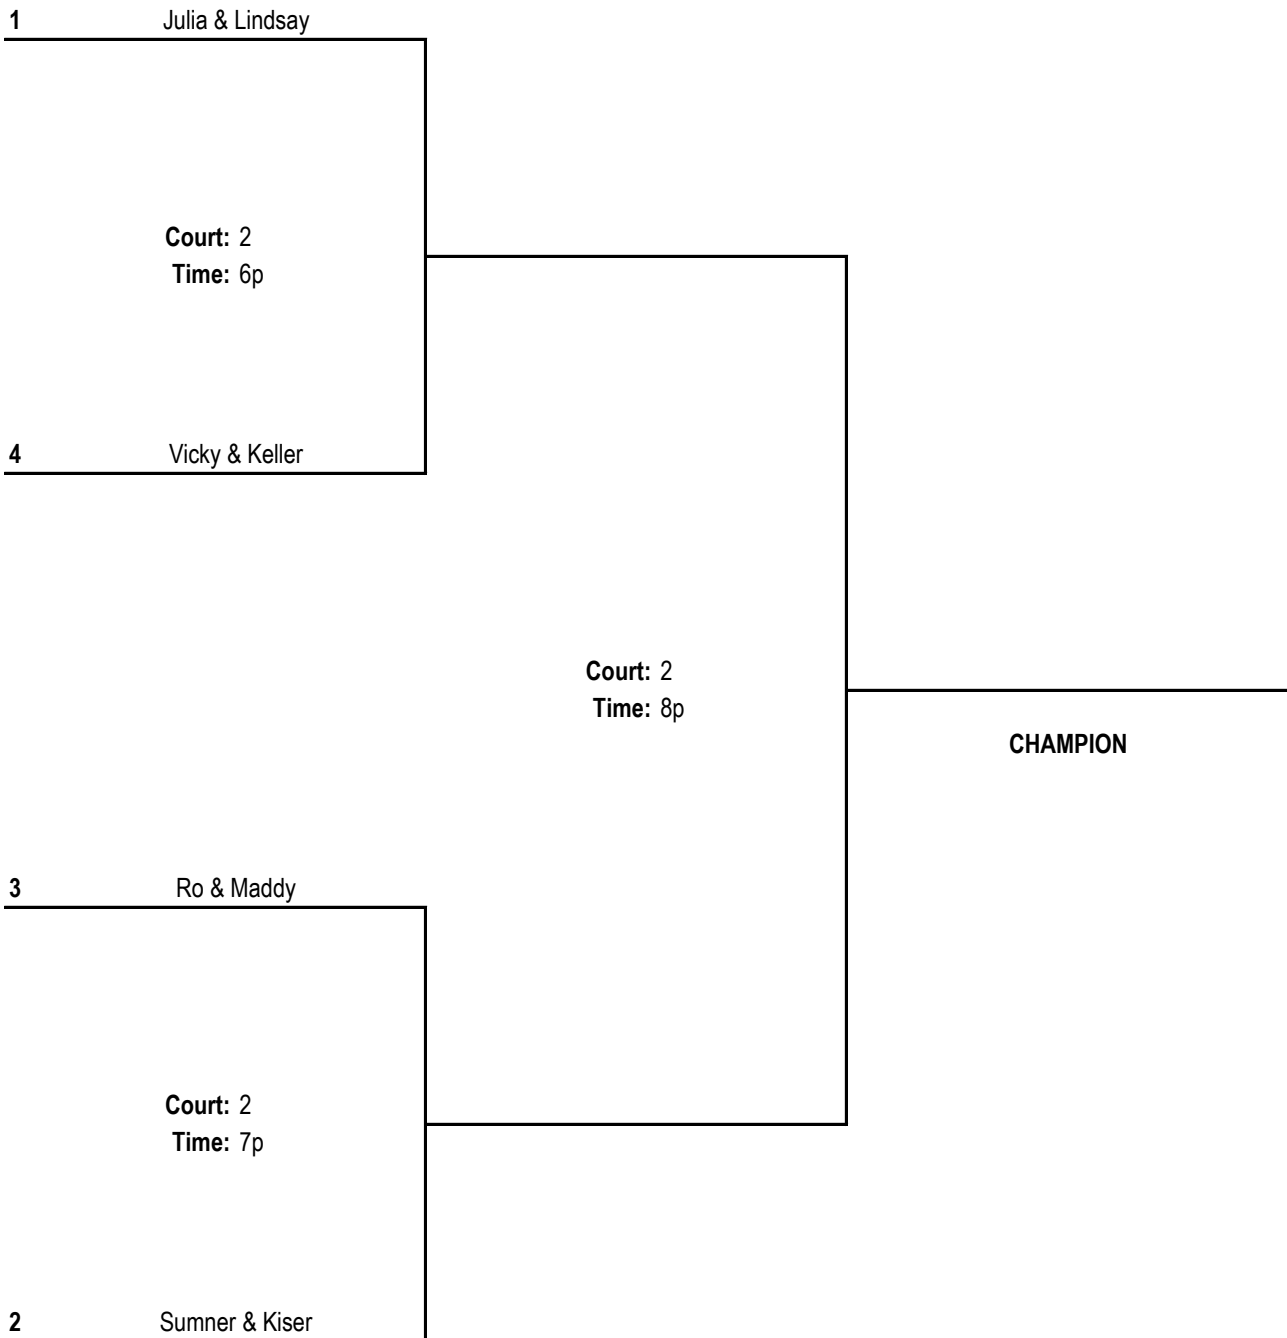 1 Julia & Lindsay
Court: 2
Time: 6p
4 Vicky & Keller
Court: 2
Time: 8p
CHAMPION
3 Ro & Maddy
Court: 2
Time: 7p
2 Sumner & Kiser